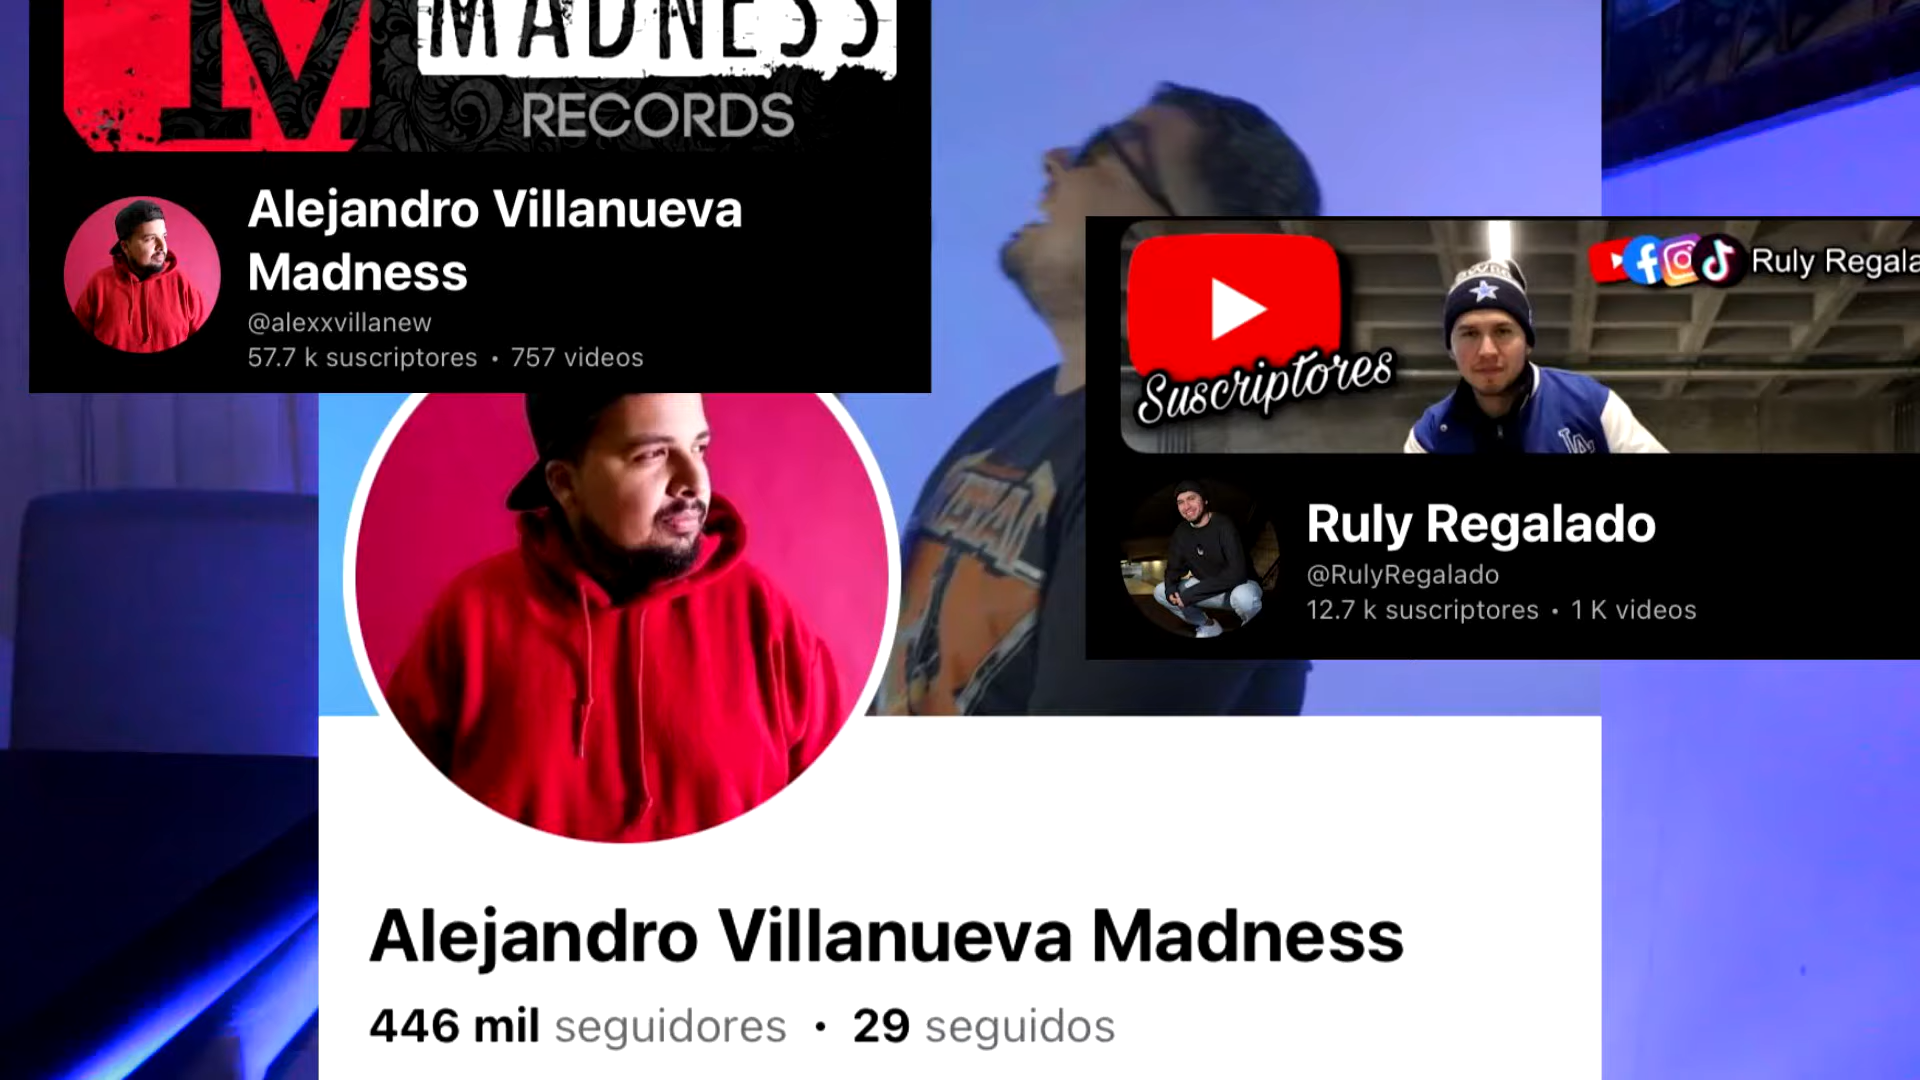 MADNESS
RECORDS
Alejandro Villanueva
Madness
@alexxvillanew
57.7 k suscriptores • 757 videos
Ruly Regala
Suscriptores
Ruly Regalado
@RulyRegalado
12.7 k suscriptores • 1 K videos
Alejandro Villanueva Madness
446 mil seguidores • 29 seguidos